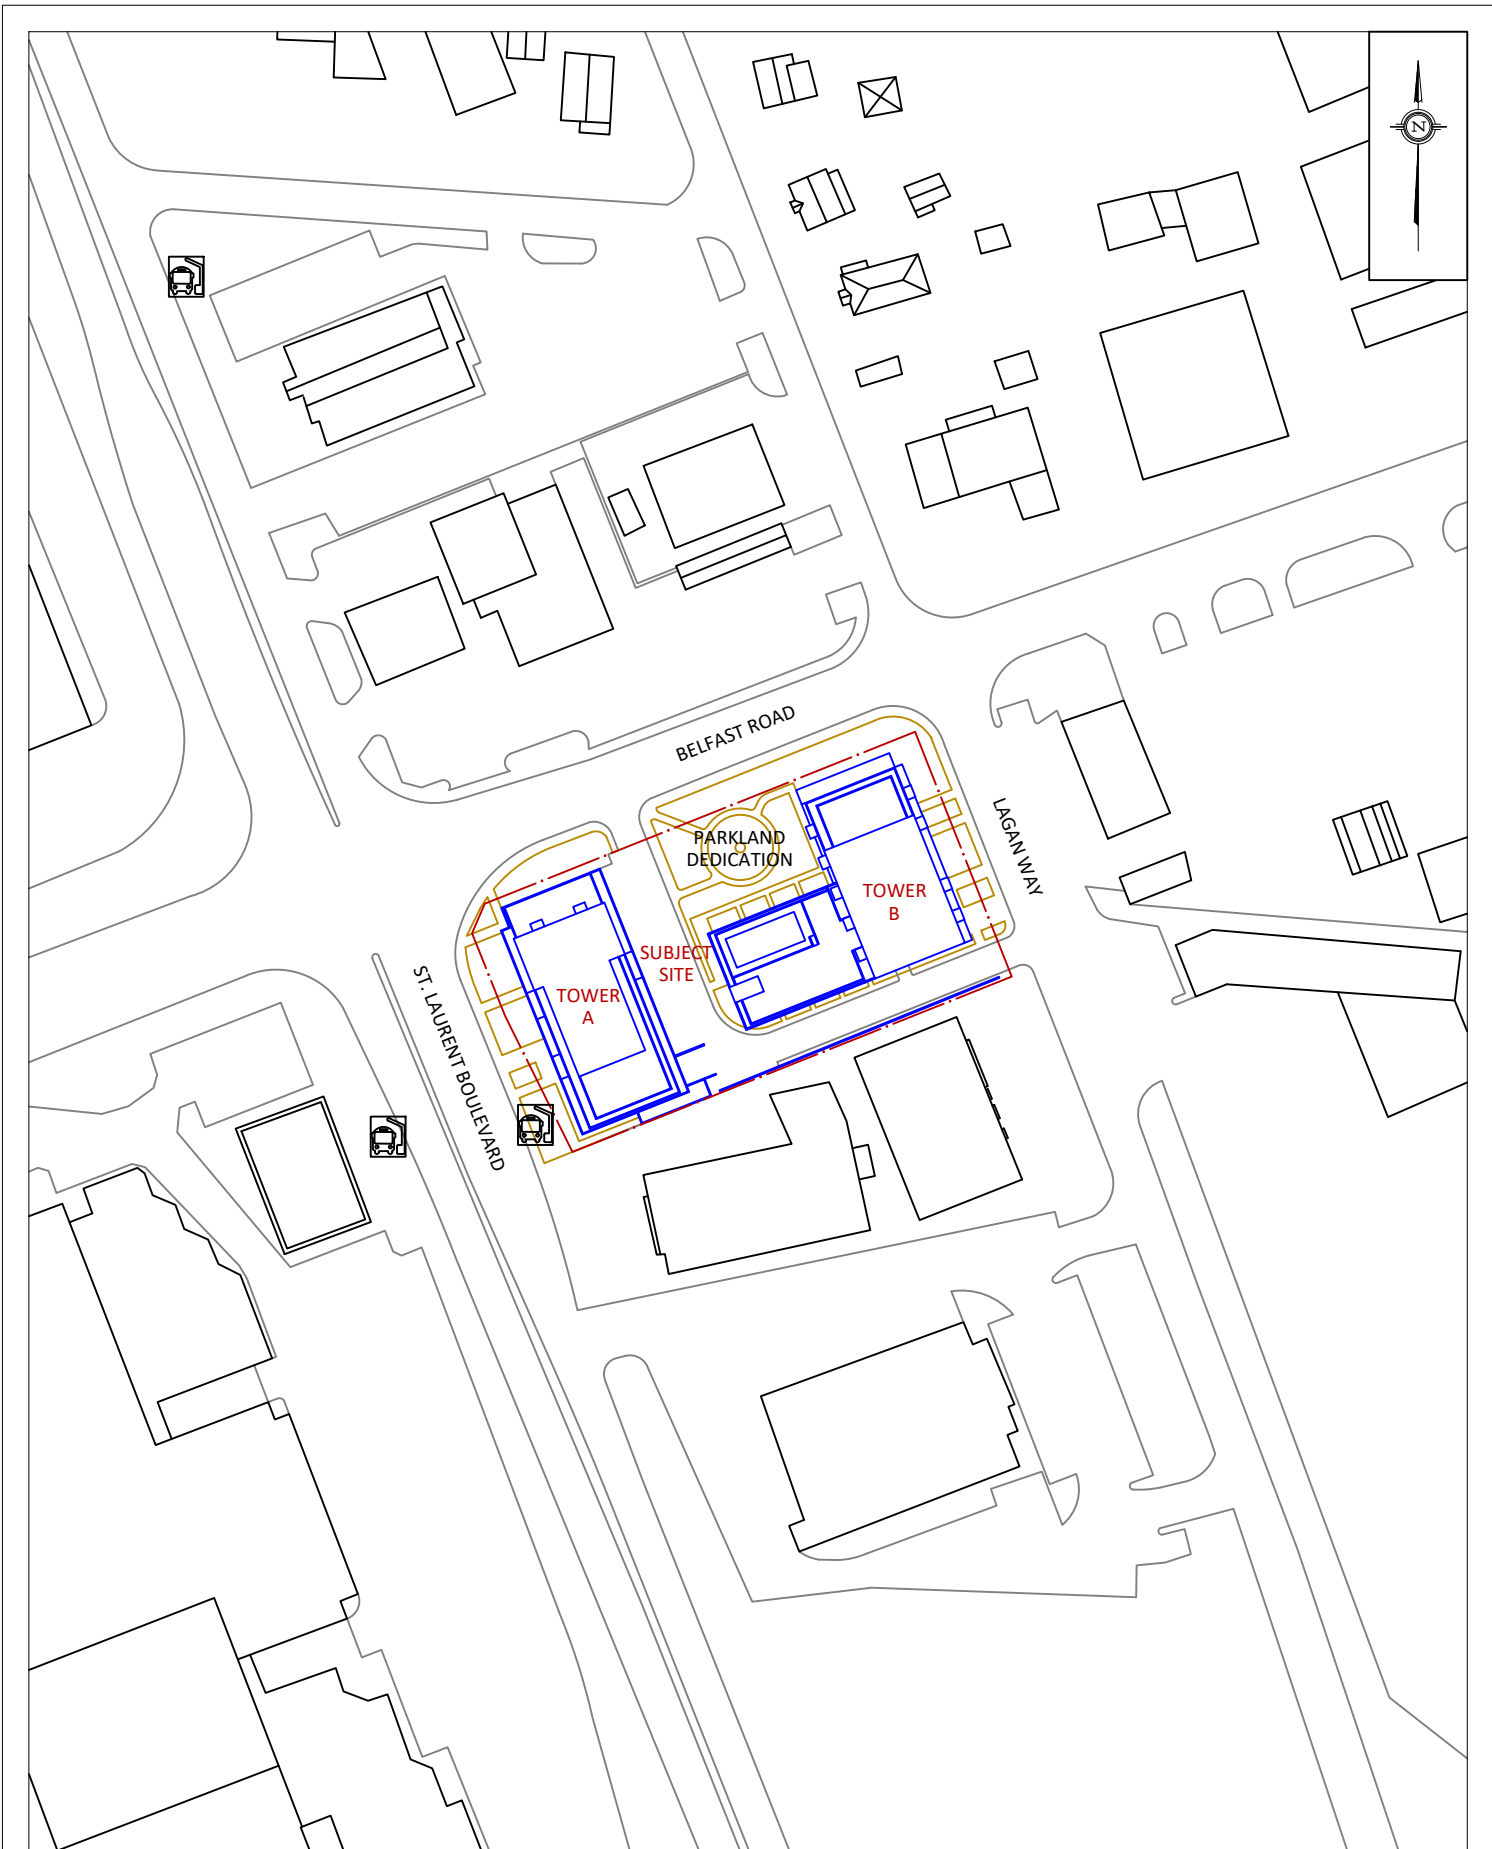 N
BELFAST ROAD
PARKLAND
DEDICATION
LAGAN WAY
TOWER
B
SUBJECT
SITE
TOWER
A
ST. LAURENT BOULEVARD